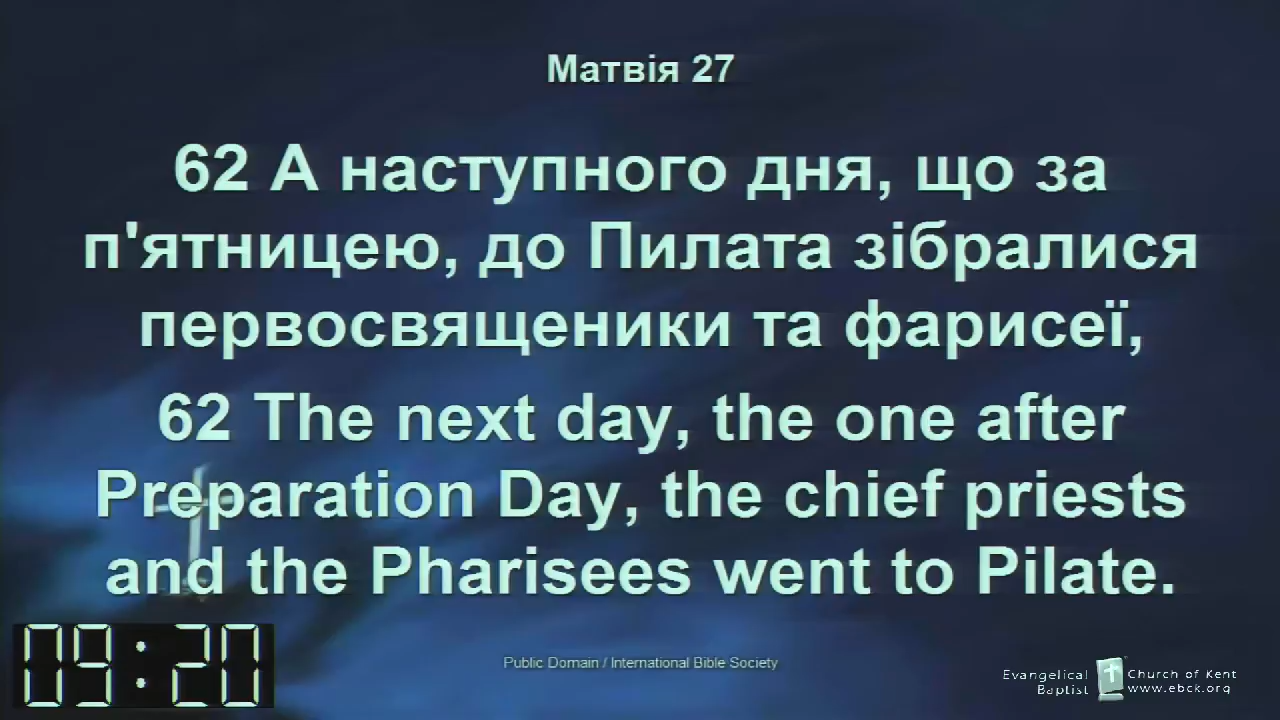 Матвія 27
62 А наступного дня, що за
п'ятницею, до Пилата зібралися
первосвященики та фарисеї,
62 The next day, the one after
Preparation Day, the chief priests
and the Pharisees went to Pilate.
09:20
Public Domain / International Bible Society
Evangelical Church of Kent
Baptist www.ebck.org